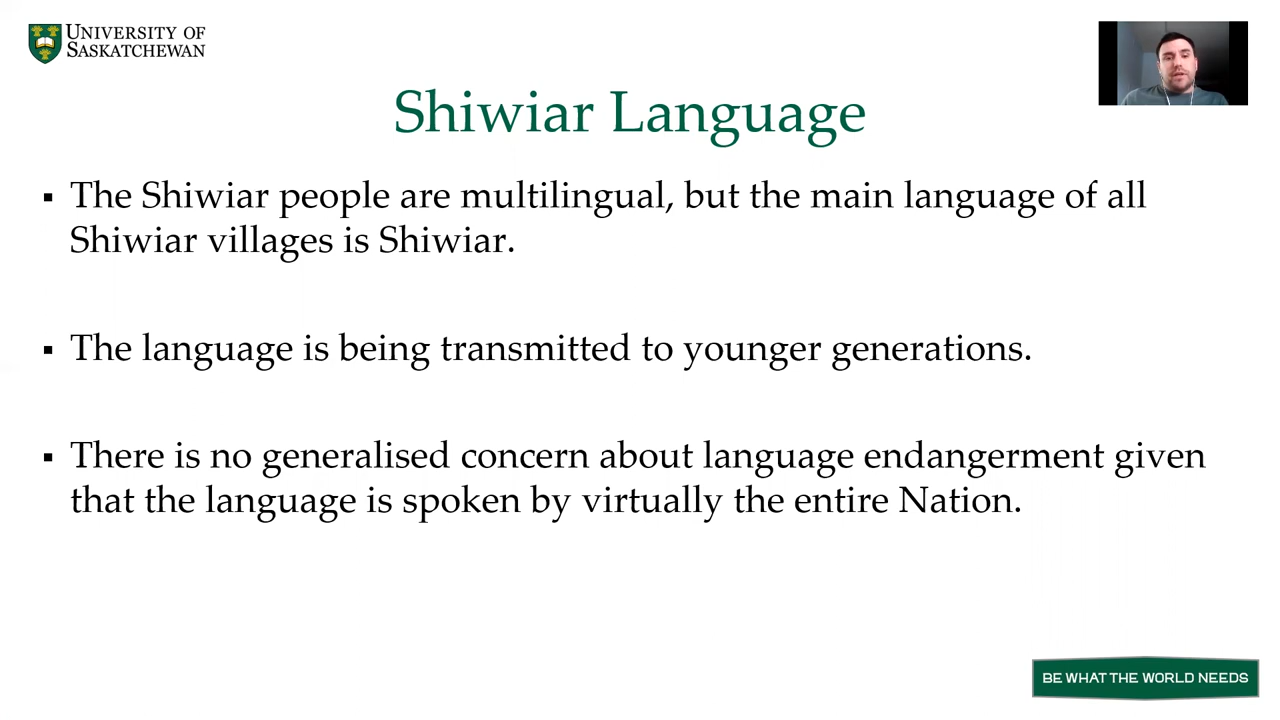 UNIVERSITY OF
SASKATCHEWAN
Shiwiar Language
▪ The Shiwiar people are multilingual, but the main language of all
Shiwiar villages is Shiwiar.
▪ The language is being transmitted to younger generations.
▪ There is no generalised concern about language endangerment given
that the language is spoken by virtually the entire Nation.
BE WHAT THE WORLD NEEDS